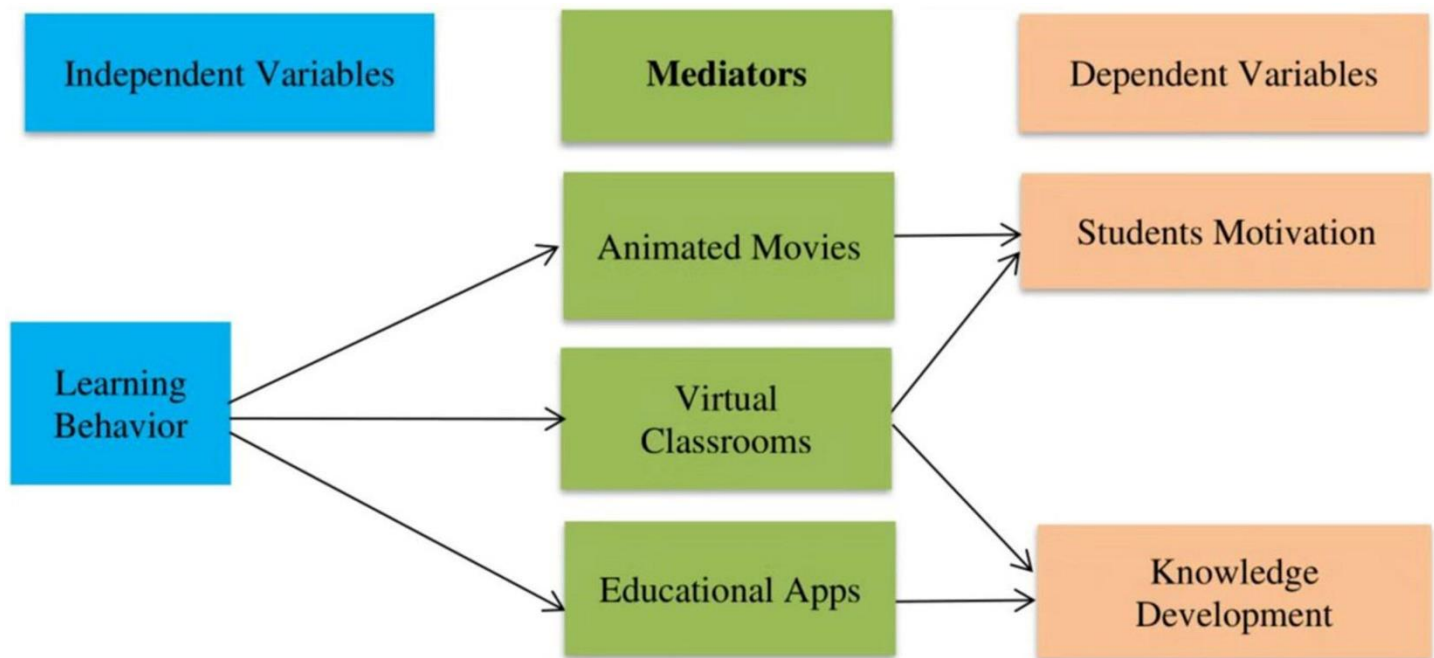 Independent Variables
Mediators
Dependent Variables
Animated Movies
Students Motivation
Learning
Behavior
Virtual
Classrooms
Educational Apps
Knowledge
Development